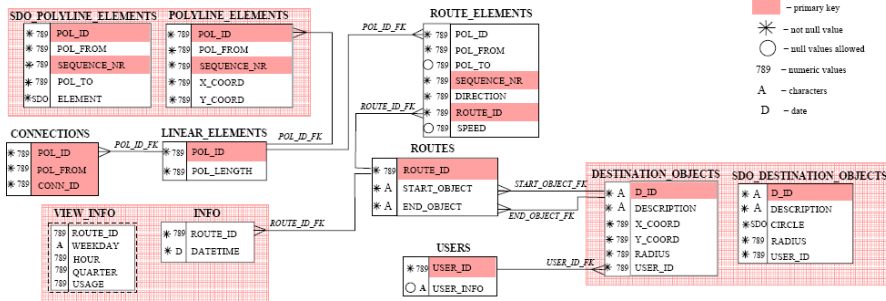 SDO_POLYLINE_ELEMENTS
* 789 POL_ID
* 789 POL_FROM
* 789 SEQUENCE_NR
* 789 POL_TO
*SDO ELEMENT
POLYLINE_ELEMENTS
* 789 POL_ID
* 789 POL_FROM
* 789 SEQUENCE_NR
* 789 X_COORD
* 789 Y_COORD
POL_ID_FK
ROUTE_ELEMENTS
* 789 POL_ID
* 789 POL_FROM
789 POL_TO
* 789 SEQUENCE_NR
* 789 DIRECTION
* 789 ROUTE_ID
789 SPEED
ROUTE_ID_FK
– primary key
* – not null value
– null values allowed
789 – numeric values
A – characters
D – date
CONNECTIONS
* 789 POL_ID
* 789 POL_FROM
* 789 CONN_ID
POL_ID_FK
LINEAR_ELEMENTS
* 789 POL_ID
* 789 POL_LENGTH
POL_ID_FK
ROUTES
* 789 ROUTE_ID
* A START_OBJECT
* A END_OBJECT
START_OBJECT_FK
END_OBJECT_FK
DESTINATION_OBJECTS
* A D_ID
* A DESCRIPTION
* 789 X_COORD
* 789 Y_COORD
* 789 RADIUS
* 789 USER_ID
SDO_DESTINATION_OBJECTS
* A D_ID
* A DESCRIPTION
*SDO CIRCLE
* 789 RADIUS
* 789 USER_ID
VIEW_INFO
789 ROUTE_ID
A WEEKDAY
789 HOUR
789 QUARTER
789 USAGE
INFO
* 789 ROUTE_ID
* D DATETIME
ROUTE_ID_FK
USERS
* 789 USER_ID
A USER_INFO
USER_ID_FK